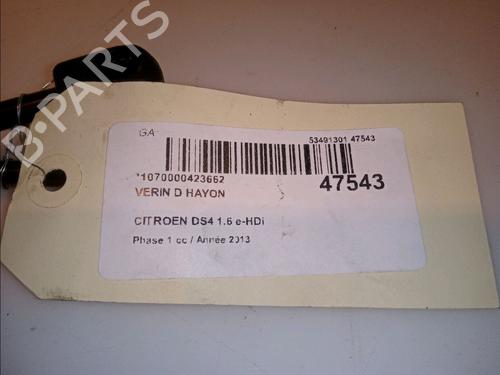 B-PARTS
GA
53491301 47543
*1070000423662
47543
VERIN D HAYON
CITROEN DS4 1.6 e-HDi
Phase 1 cc / Année 2013